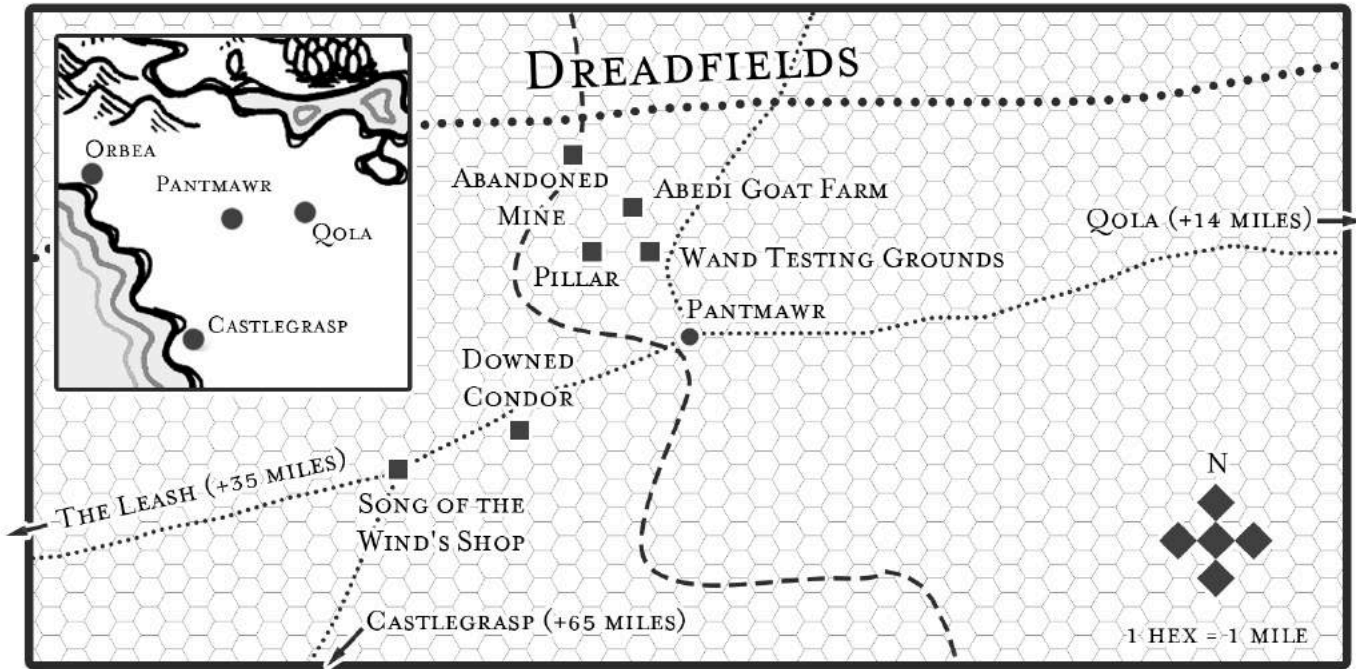 DREADFIELDS
ORBEA
PANTMAWR
QOLA
CASTLEGRASP
ABANDONED
MINE
ABEDI GOAT FARM
PILLAR
WAND TESTING GROUNDS
QOLA (+14 MILES)
PANTMAWR
DOWNED
CONDOR
THE LEASH (+35 MILES)
SONG OF THE
WIND'S SHOP
CASTLEGRASP (+65 MILES)
N
1 HEX = 1 MILE